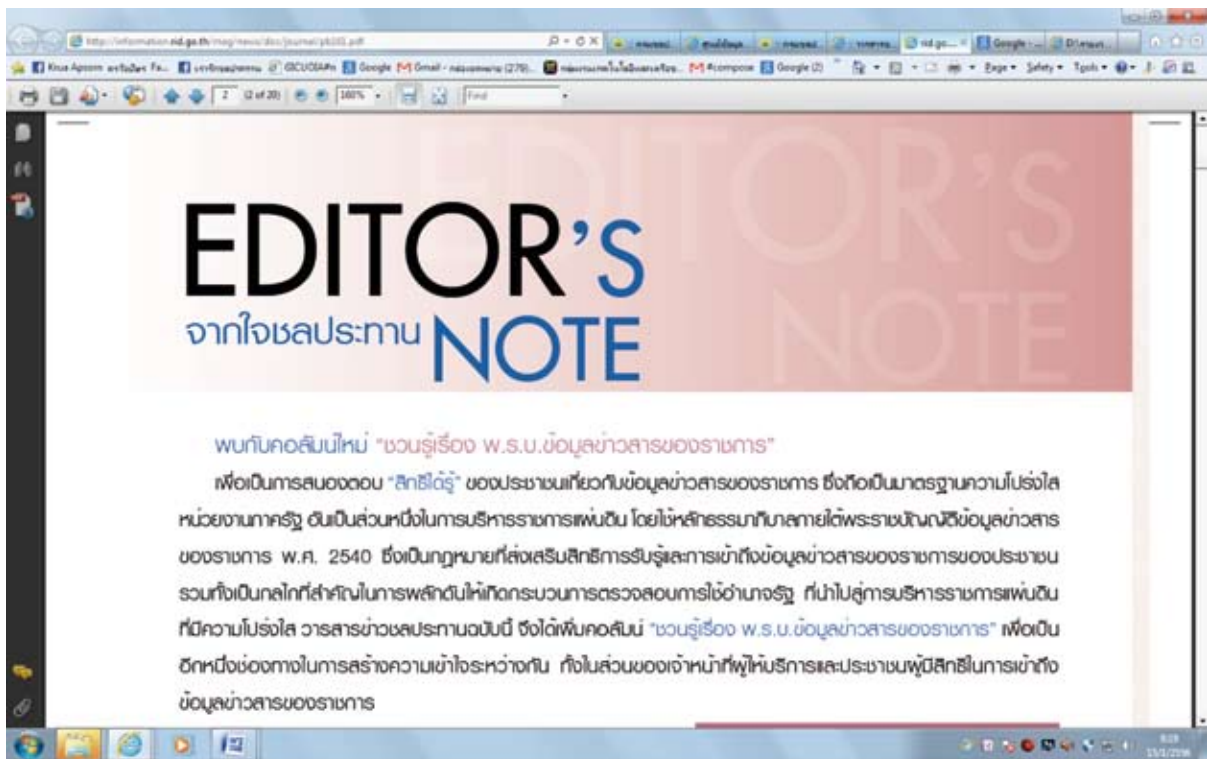 http://information.rid.go.th/mag/news/doc/journal/pb101.pdf
Google
Google (2)
Page
Safety
Tools
2
(2 of 20)
160%
Find
EDITOR's
จากใจชลประทาน NOTE
พบกับคอลัมน์ใหม่ "ชวนรู้เรื่อง พ.ร.บ.ข้อมูลข่าวสารของราชการ"
เพื่อเป็นการสนองตอบ "สิทธิได้รู้" ของประชาชนเกี่ยวกับข้อมูลข่าวสารของราชการ ซึ่งถือเป็นมาตรฐานความโปร่งใส
หน่วยงานภาครัฐ อันเป็นส่วนหนึ่งในการบริหารราชการแผ่นดิน โดยใช้หลักธรรมาภิบาลภายใต้พระราชบัญญัติข้อมูลข่าวสาร
ของราชการ พ.ศ. 2540 ซึ่งเป็นกฎหมายที่ส่งเสริมสิทธิการรับรู้และการเข้าถึงข้อมูลข่าวสารของราชการของประชาชน
รวมทั้งเป็นกลไกที่สำคัญในการผลักดันให้เกิดกระบวนการตรวจสอบการใช้อำนาจรัฐ ที่นำไปสู่การบริหารราชการแผ่นดิน
ที่มีความโปร่งใส วารสารข่าวชลประทานฉบับนี้ จึงได้เพิ่มคอลัมน์ "ชวนรู้เรื่อง พ.ร.บ.ข้อมูลข่าวสารของราชการ" เพื่อเป็น
อีกหนึ่งช่องทางในการสร้างความเข้าใจระหว่างกัน ทั้งในส่วนของเจ้าหน้าที่ผู้ให้บริการและประชาชนผู้มีสิทธิในการเข้าถึง
ข้อมูลข่าวสารของราชการ